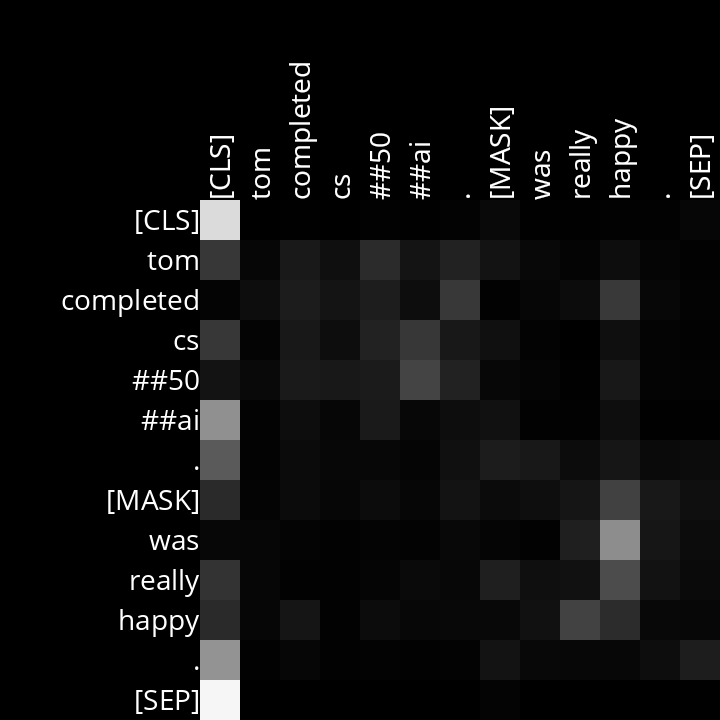 [CLS] tom completed cs ##50 ##ai . [MASK] was really happy . [SEP]
[CLS]
tom
completed
cs
##50
##ai
.
[MASK]
was
really
happy
.
[SEP]